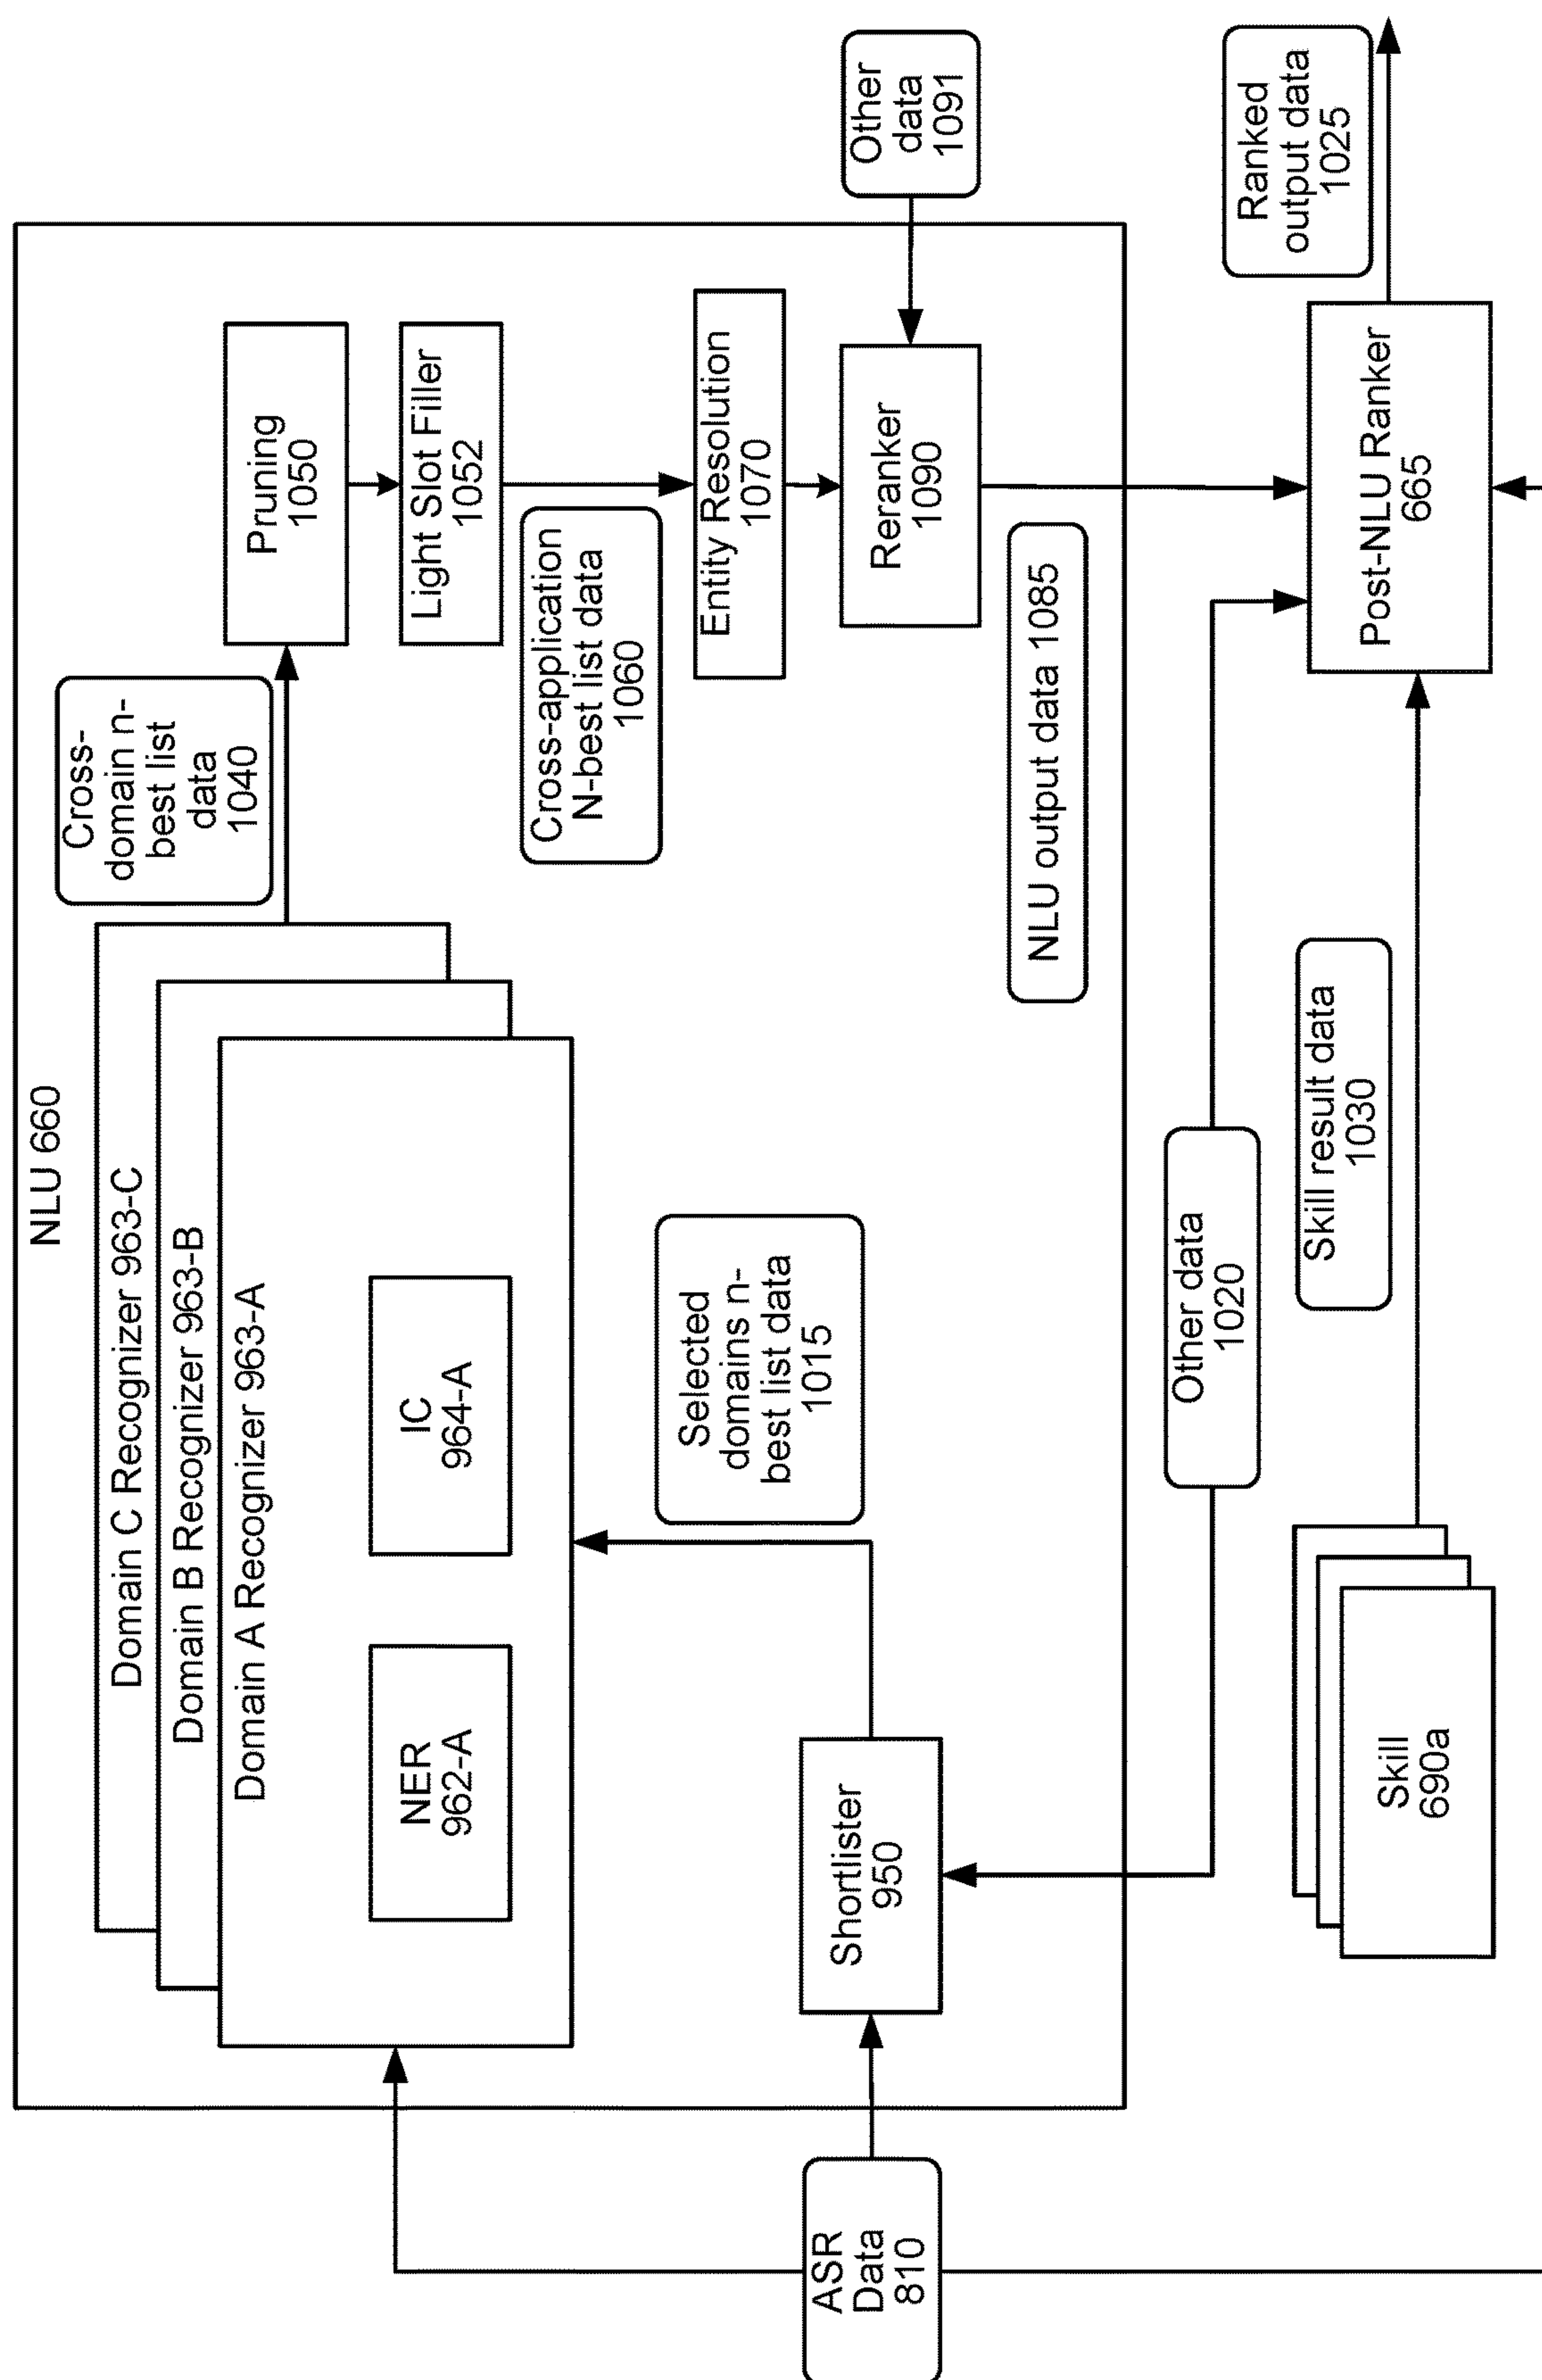 NLU 660
Domain C Recognizer 963-C
Domain B Recognizer 963-B
Domain A Recognizer 963-A
NER
962-A
IC
964-A
Cross-
domain n-
best list
data
1040
Pruning
1050
Light Slot Filler
1052
Cross-application
N-best list data
1060
Entity Resolution
1070
Reranker
1090
Other
data
1091
Selected
domains n-
best list data
1015
Shortlister
950
ASR
Data
810
NLU output data 1085
Other data
1020
Skill result data
1030
Skill
690a
Post-NLU Ranker
665
Ranked
output data
1025